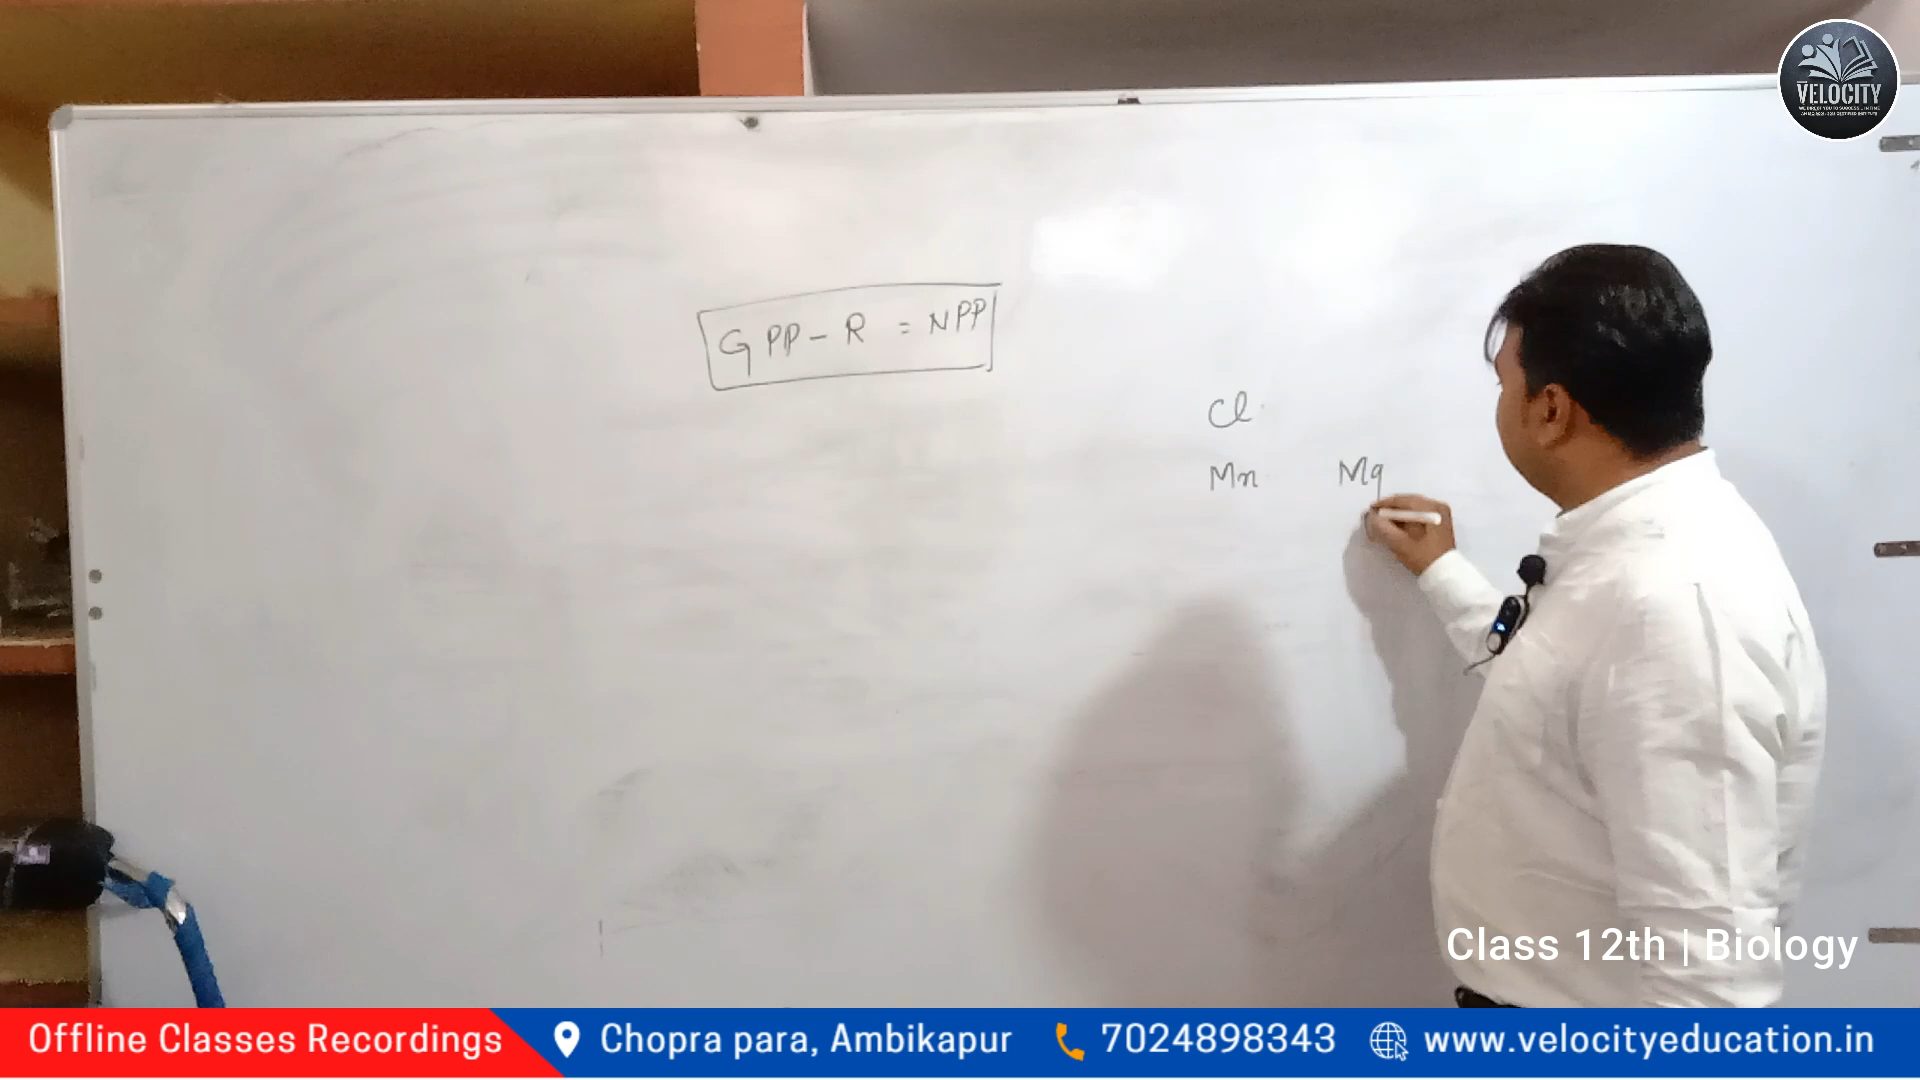 VELOCITY
GPP - R = NPP
Cl
Mn Mg
Class 12th | Biology
Offline Classes Recordings Chopra para, Ambikapur 7024898343 www.velocityeducation.in